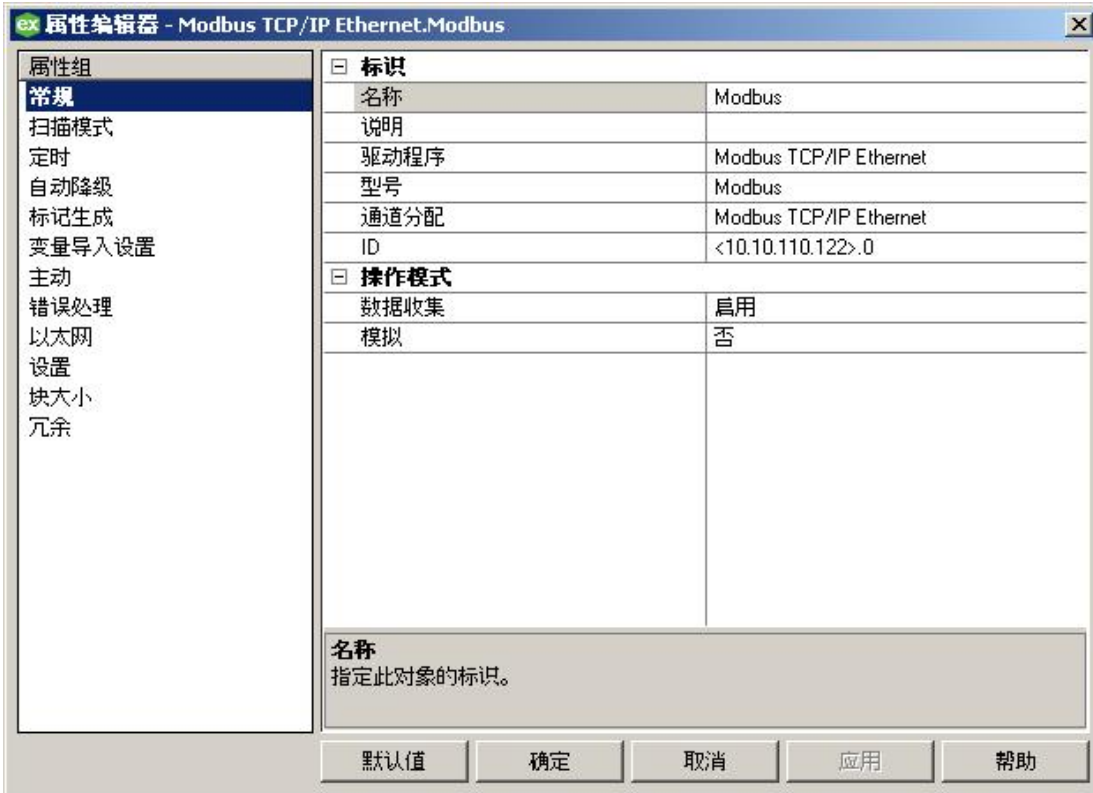 ex 属性编辑器 - Modbus TCP/IP Ethernet.Modbus
属性组
常规
扫描模式
定时
自动降级
标记生成
变量导入设置
主动
错误处理
以太网
设置
块大小
冗余
标识
名称 Modbus
说明
驱动程序 Modbus TCP/IP Ethernet
型号 Modbus
通道分配 Modbus TCP/IP Ethernet
ID <10.10.110.122>.0
操作模式
数据收集 启用
模拟 否
名称
指定此对象的标识。
默认值 确定 取消 应用 帮助